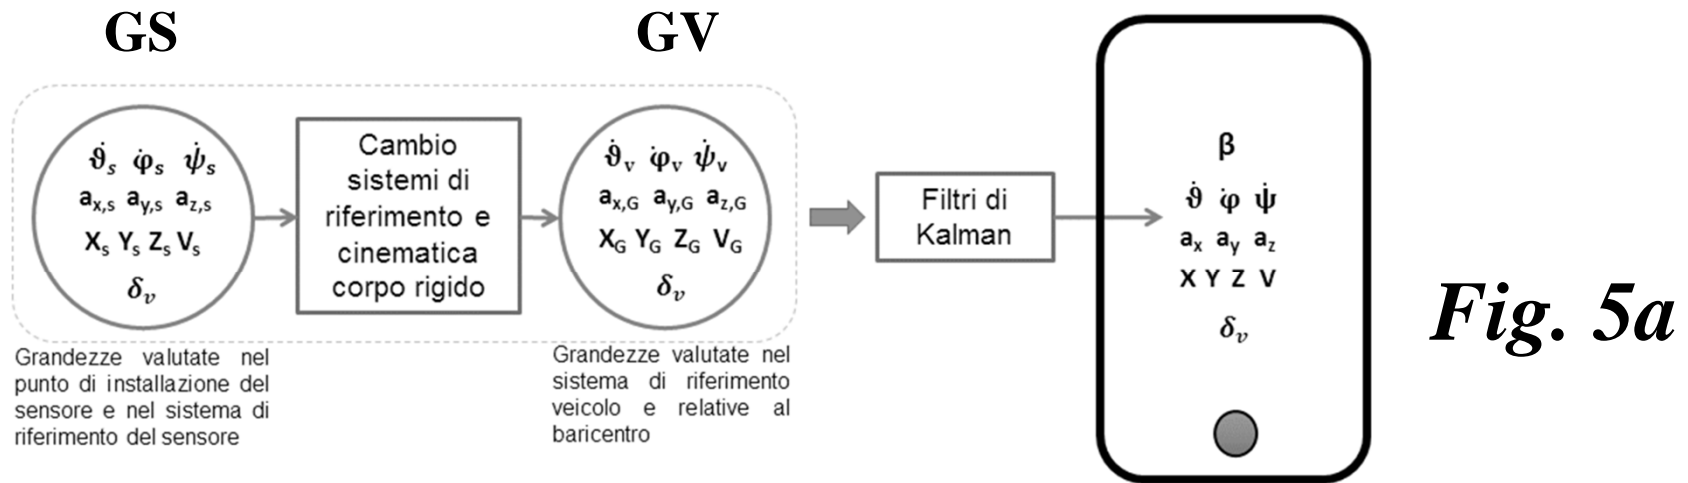 GS
ϑ̇s φ̇s ψ̇s
ax,s ay,s az,s
Xs Ys Zs Vs
δv
Grandezze valutate nel
punto di installazione del
sensore e nel sistema di
riferimento del sensore
Cambio
sistemi di
riferimento e
cinematica
corpo rigido
GV
ϑ̇v φ̇v ψ̇v
ax,G ay,G az,G
XG YG ZG VG
δv
Grandezze valutate nel
sistema di riferimento
veicolo e relative al
baricentro
Filtri di
Kalman
β
ϑ̇ φ̇ ψ̇
ax ay az
X Y Z V
δv
Fig. 5a